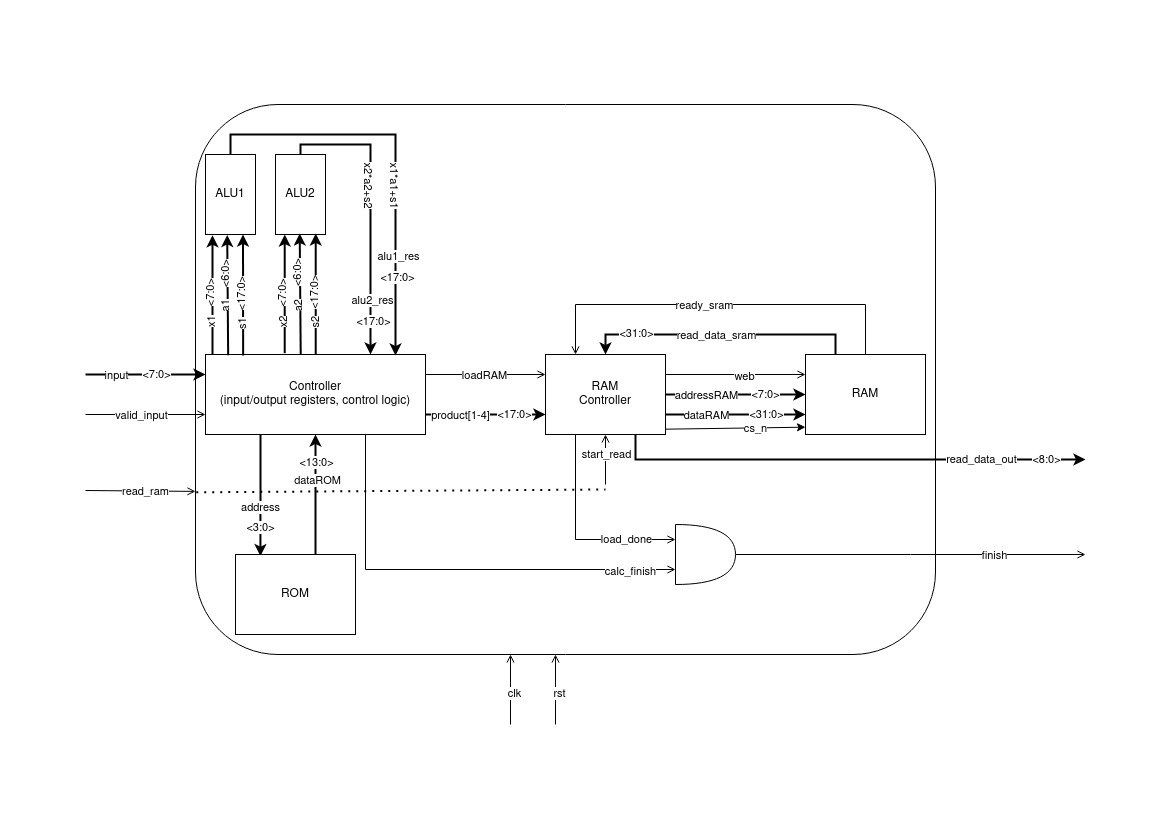 ALU1
ALU2
x2*a2+s2
x1*a1+s1
x1 <7:0>
a1 <6:0>
s1 <17:0>
x2 <7:0>
a2 <6:0>
s2 <17:0>
alu1_res
<17:0>
alu2_res
<17:0>
ready_sram
<31:0> read_data_sram
input <7:0>
Controller
(input/output registers, control logic)
loadRAM
RAM
Controller
web
RAM
addressRAM <7:0>
valid_input
product[1-4] <17:0>
dataRAM <31:0>
cs_n
start_read
read_data_out <8:0>
<13:0>
dataROM
read_ram
address
<3:0>
load_done
finish
calc_finish
ROM
clk
rst